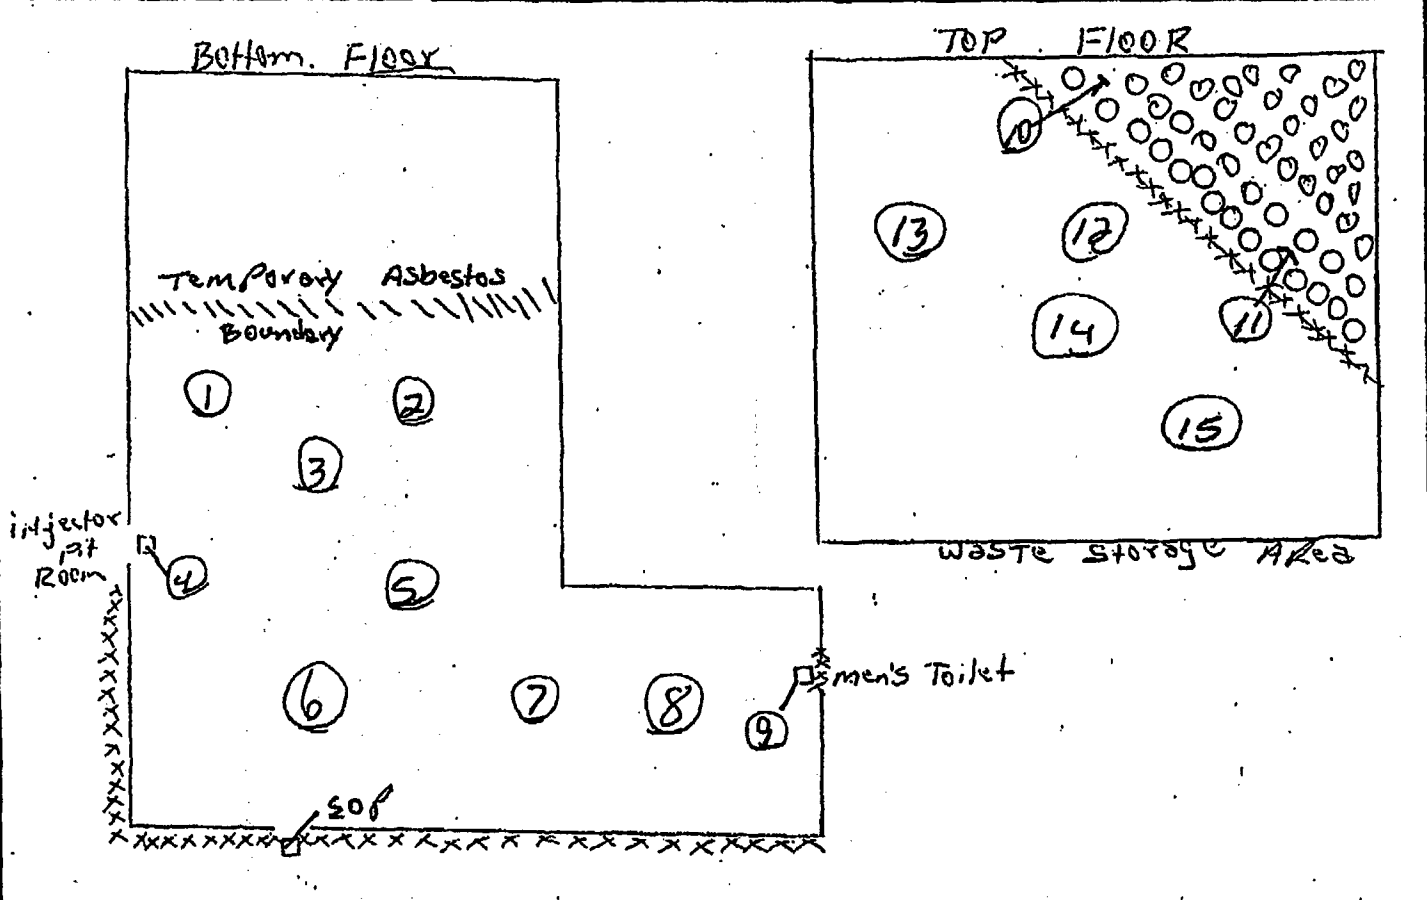 Bottom. Floor
Temporary Asbestos
Boundary
1
2
3
injector
pit
Room
4
5
6
7
8
9
men's Toilet
SOP
TOP . FlOOR
10
13
12
14
11
15
Waste Storage Area